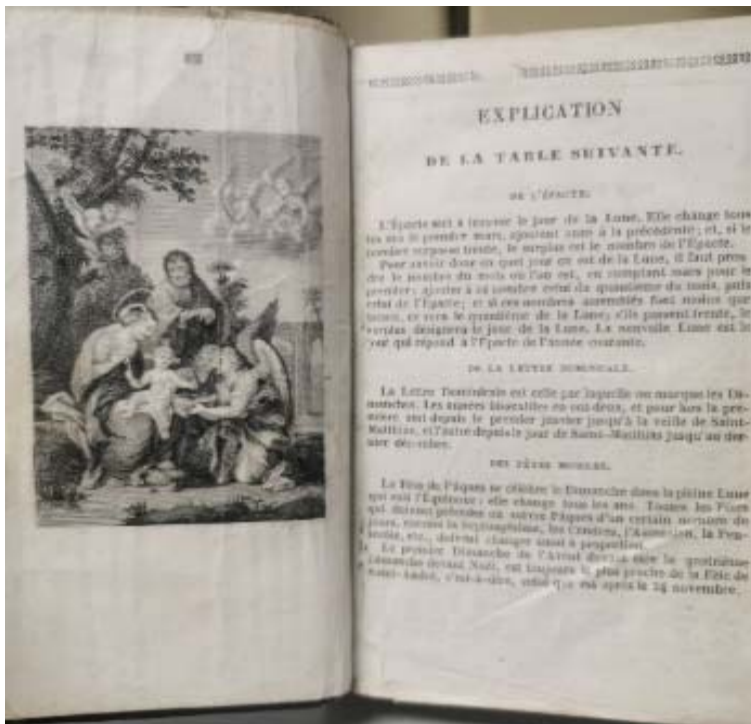 EXPLICATION
DE LA TABLE SUIVANTE.
DE L'ÉPACTE.
L'Épacte sert à trouver le jour de la Lune. Elle change tous
les ans le premier mars, ajoutant onze à la précédente; et, si le
nombre surpasse trente, le surplus est le nombre de l'Épacte.
Pour savoir donc en quel jour on est de la Lune, il faut pren
dre le nombre du mois où l'on est, en comptant mars pour le
premier; ajouter à ce nombre celui du quantième du mois, puis
celui de l'Épacte; et si ces nombres assemblés font moins que
trente, ce sera le quantième de la Lune; s'ils passent trente, le
surplus désignera le jour de la Lune. La nouvelle Lune est le
jour qui répond à l'Épacte de l'année courante.
DE LA LETTRE DOMINICALE.
La Lettre Dominicale est celle par laquelle on marque les Di-
manches. Les années bissextiles en ont deux, et pour lors la pre-
mière sert depuis le premier janvier jusqu'à la veille de Saint-
Mathias, et l'autre depuis le jour de Saint-Mathias jusqu'au der-
nier décembre.
DES FÊTES MOBILES.
La Fête de Pâques se célèbre le Dimanche dans la pleine Lune
qui suit l'Équinoxe; elle change tous les ans. Toutes les Fêtes
qui doivent précéder ou suivre Pâques d'un certain nombre de
jours, comme la Septuagésime, les Cendres, l'Ascension, la Pen-
tecôte, etc., doivent changer aussi à proportion.
Le premier Dimanche de l'Avent devant être le quatrième
Dimanche devant Noël, est toujours le plus proche de la Fête de
Saint-André, c'est-à-dire, celui qui est après le 26 novembre.